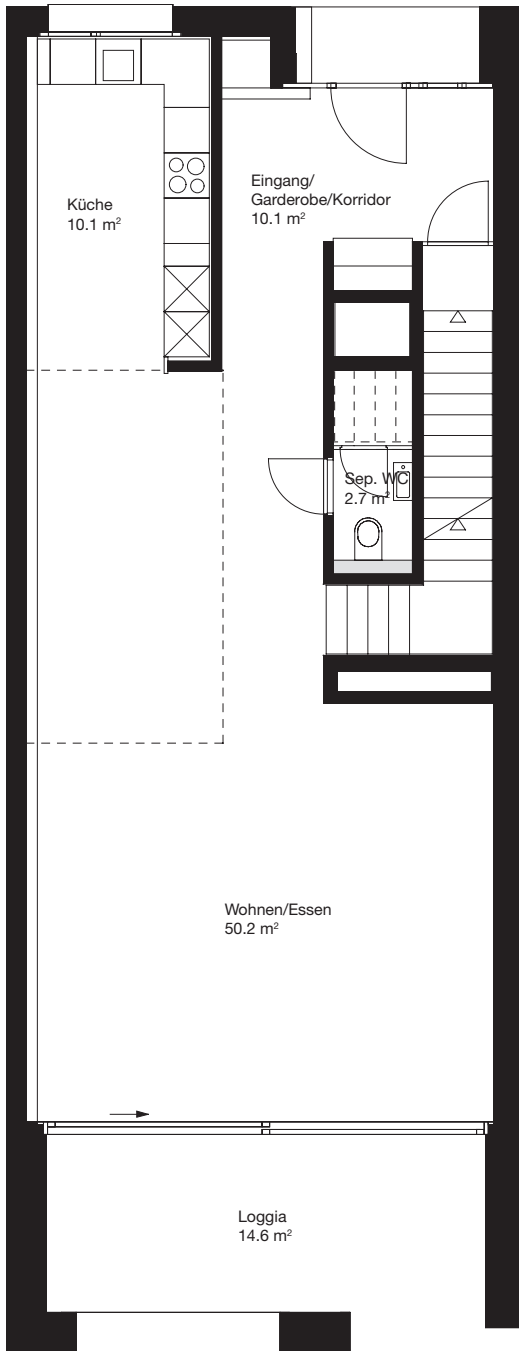 Küche
10.1 m²
Eingang/
Garderobe/Korridor
10.1 m²
Sep. WC
2.7 m²
Wohnen/Essen
50.2 m²
Loggia
14.6 m²